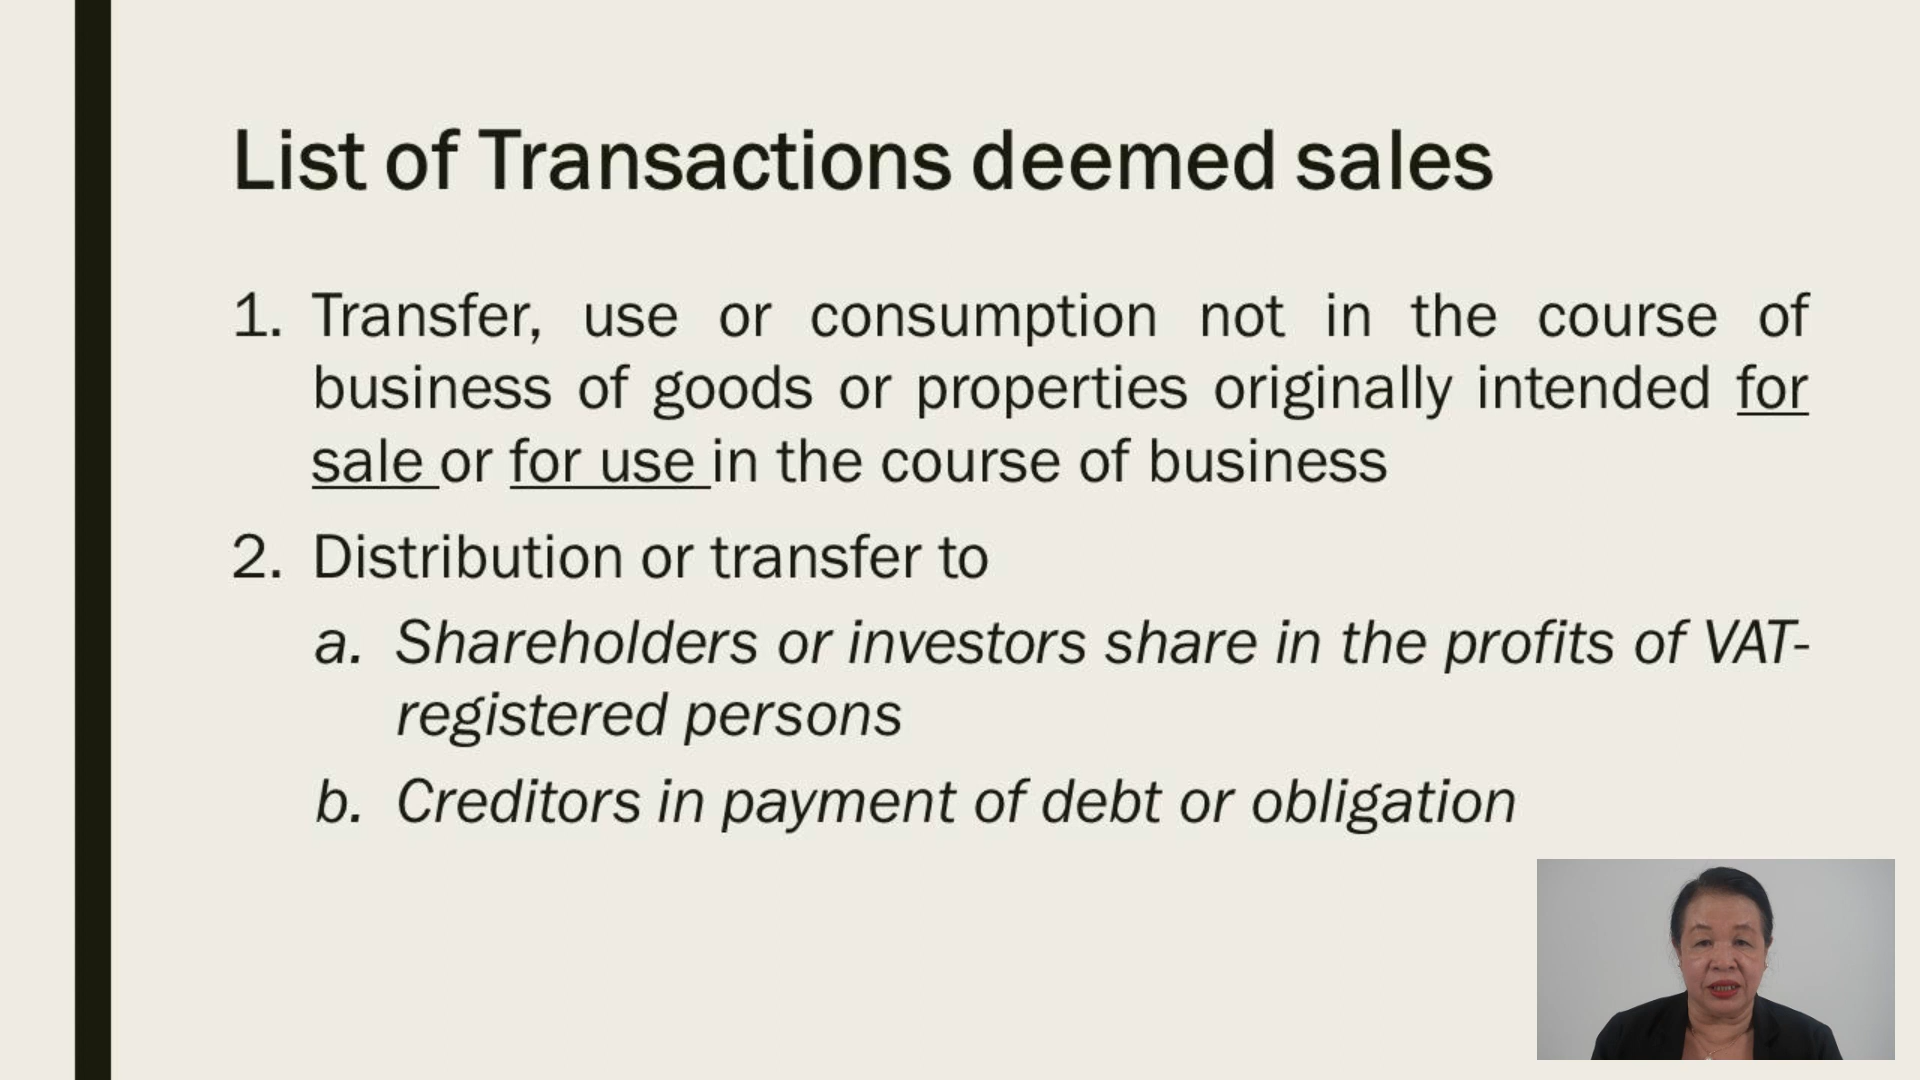 List of Transactions deemed sales
1. Transfer, use or consumption not in the course of
business of goods or properties originally intended for
sale or for use in the course of business
2. Distribution or transfer to
a. Shareholders or investors share in the profits of VAT-
registered persons
b. Creditors in payment of debt or obligation